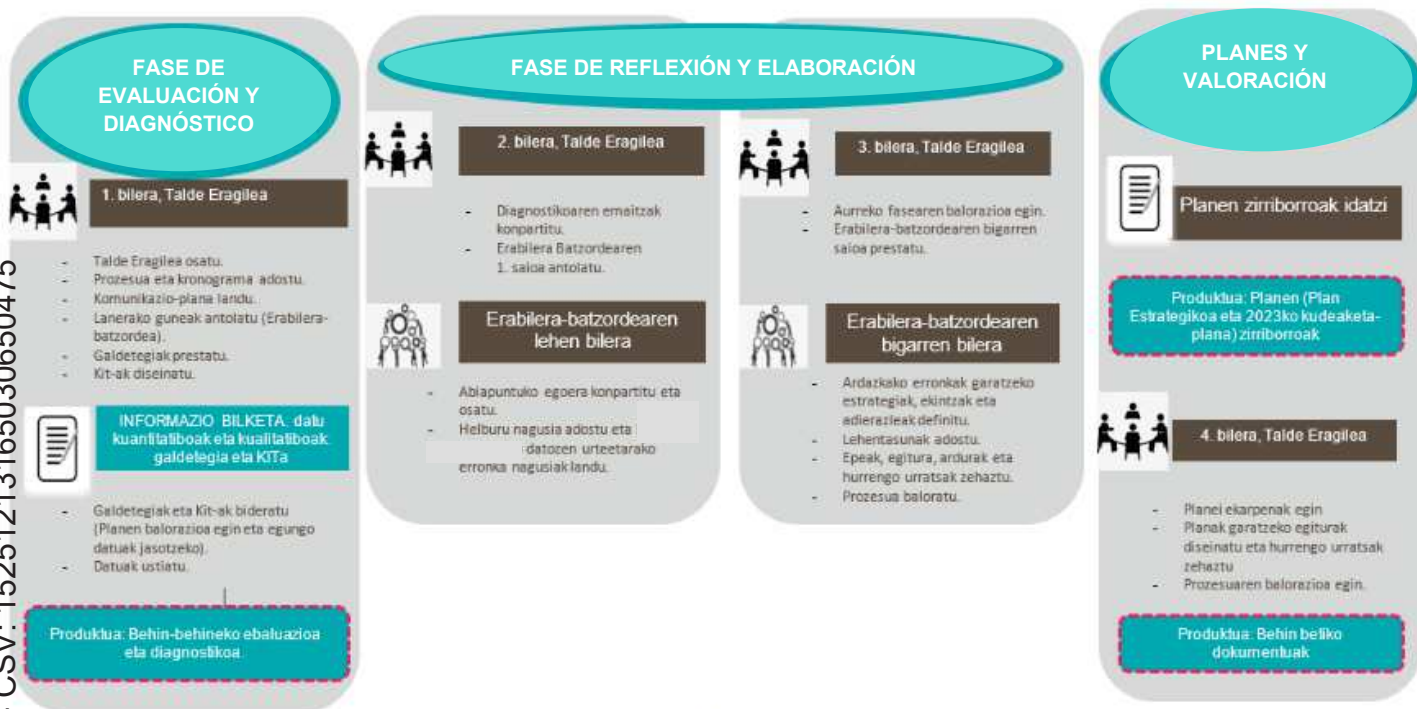 CSV: 15251213165030650475
FASE DE
EVALUACIÓN Y
DIAGNÓSTICO
1. bilera, Talde Eragilea
- Talde Eragilea osatu.
- Prozesua eta kronograma adostu.
- Komunikazio-plana landu.
- Lanerako guneak antolatu (Erabilera-
batzordea).
- Galdetegiak prestatu.
- Kit-ak diseinatu.
INFORMAZIO BILKETA: datu
kuantitatiboak eta kualitatiboak:
galdetegia eta KITa
- Galdetegiak eta Kit-ak bideratu
(Planen balorazioa egin eta egungo
datuak jasotzeko).
- Datuak ustiatu.
Produktua: Behin-behineko ebaluazioa
eta diagnostikoa
FASE DE REFLEXIÓN Y ELABORACIÓN
2. bilera, Talde Eragilea
- Diagnostikoaren emaitzak
konpartitu.
- Erabilera Batzordearen
1. saioa antolatu.
Erabilera-batzordearen
lehen bilera
- Abiapuntuko egoera konpartitu eta
osatu.
- Helburu nagusia adostu eta
datozen urteetarako
erronka nagusiak landu.
3. bilera, Talde Eragilea
- Aurreko fasearen balorazioa egin.
- Erabilera-batzordearen bigarren
saioa prestatu.
Erabilera-batzordearen
bigarren bilera
- Ardazkako erronkak garatzeko
estrategiak, ekintzak eta
adierazleak definitu.
- Lehentasunak adostu.
- Epeak, egitura, ardurak eta
hurrengo urratsak zehaztu.
- Prozesua baloratu.
PLANES Y
VALORACIÓN
Planen zirriborroak idatzi
Produktua: Planen (Plan
Estrategikoa eta 2023ko kudeaketa-
plana) zirriborroak
4. bilera, Talde Eragilea
- Planei ekarpenak egin
- Planak garatzeko egiturak
diseinatu eta hurrengo urratsak
zehaztu
- Prozesuaren balorazioa egin.
Produktua: Behin betiko
dokumentuak